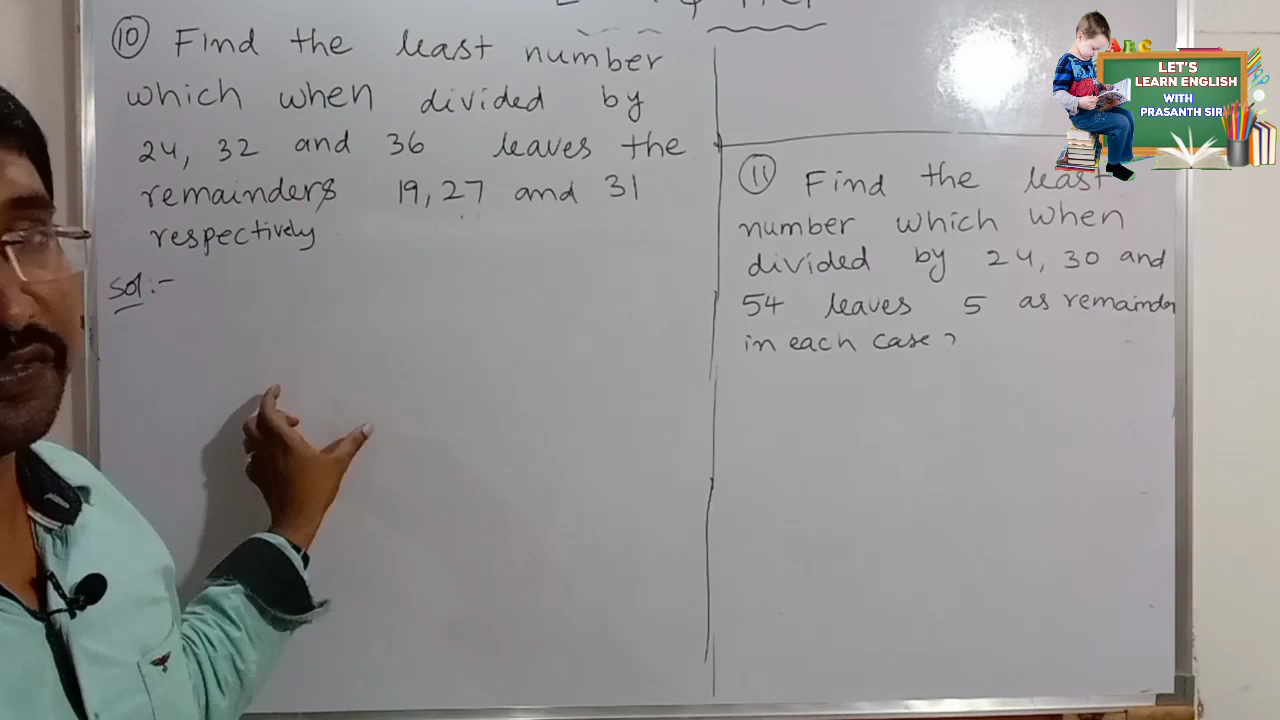 ⑩ Find the least number
which when divided by
24, 32 and 36 leaves the
remainders 19, 27 and 31
respectively
Sol:-
⑪ Find the least
number which when
divided by 24, 30 and
54 leaves 5 as remainder
in each case ?
ABC
LET'S
LEARN ENGLISH
WITH
PRASANTH SIR